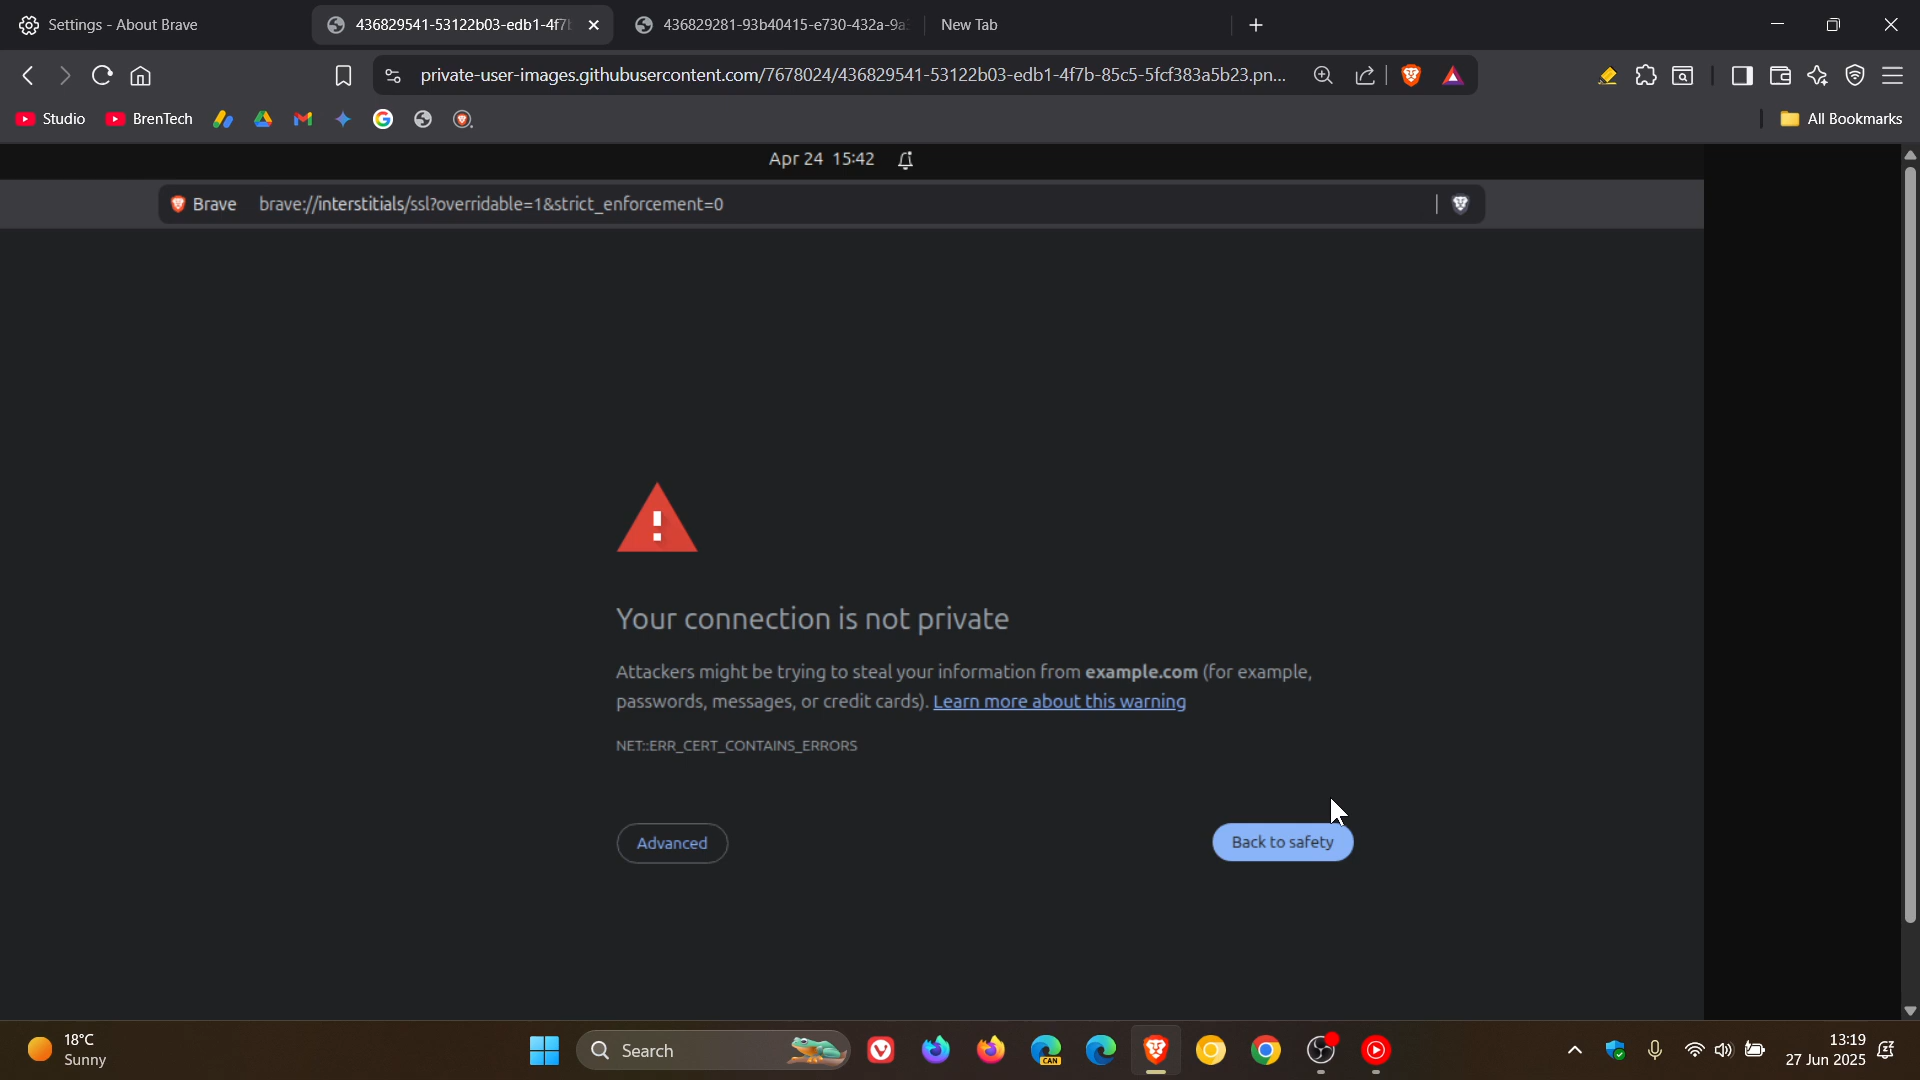 Settings - About Brave
436829541-53122b03-edb1-4f7
436829281-93b40415-e730-432a-9a
New Tab
private-user-images.githubusercontent.com/7678024/436829541-53122b03-edb1-4f7b-85c5-5fcf383a5b23.pn...
Studio
BrenTech
All Bookmarks
Apr 24 15:42
Brave brave://interstitials/ssl?overridable=1&strict_enforcement=0
Your connection is not private
Attackers might be trying to steal your information from example.com (for example,
passwords, messages, or credit cards). Learn more about this warning
NET::ERR_CERT_CONTAINS_ERRORS
Advanced
Back to safety
18°C
Sunny
Search
CAN
13:19
27 Jun 2025